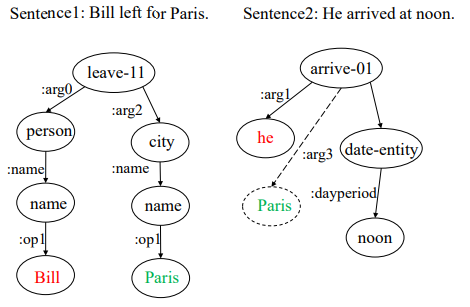 Sentence1: Bill left for Paris.
Sentence2: He arrived at noon.
leave-11
:arg0
:arg2
person
city
:name
:name
name
name
:op1
:op1
Bill
Paris
arrive-01
:arg1
he
:arg3
date-entity
Paris
:dayperiod
noon